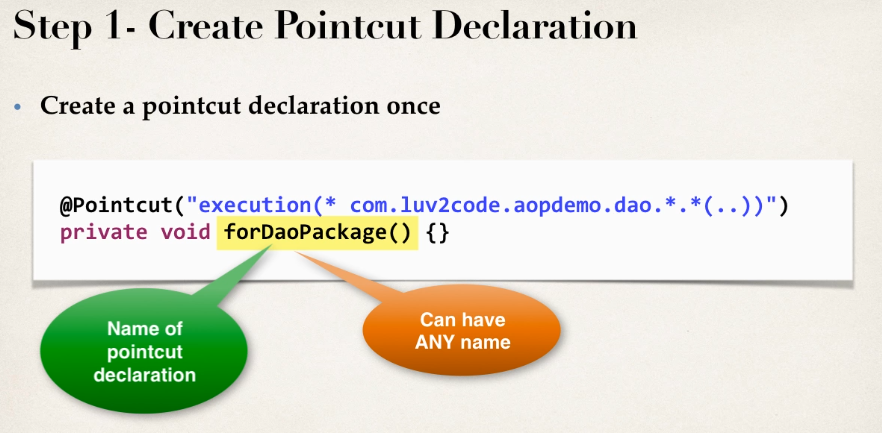 Step 1- Create Pointcut Declaration
• Create a pointcut declaration once
@Pointcut("execution(* com.luv2code.aopdemo.dao.*.*(..))")
private void forDaoPackage() {}
Name of
pointcut
declaration
Can have
ANY name